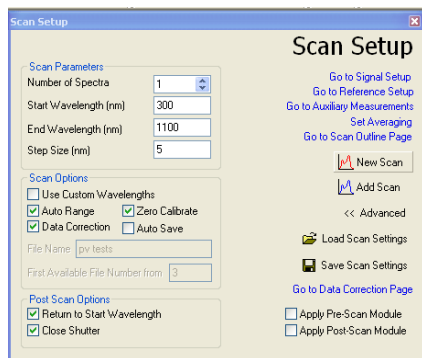 Scan Setup
Scan Setup
Scan Parameters
Number of Spectra 1
Start Wavelength (nm) 300
End Wavelength (nm) 1100
Step Size (nm) 5
Scan Options
Use Custom Wavelengths
Auto Range Zero Calibrate
Data Correction Auto Save
File Name pv tests
First Available File Number from 3
Post Scan Options
Return to Start Wavelength
Close Shutter
Go to Signal Setup
Go to Reference Setup
Go to Auxiliary Measurements
Set Averaging
Go to Scan Outline Page
New Scan
Add Scan
<< Advanced
Load Scan Settings
Save Scan Settings
Go to Data Correction Page
Apply Pre-Scan Module
Apply Post-Scan Module